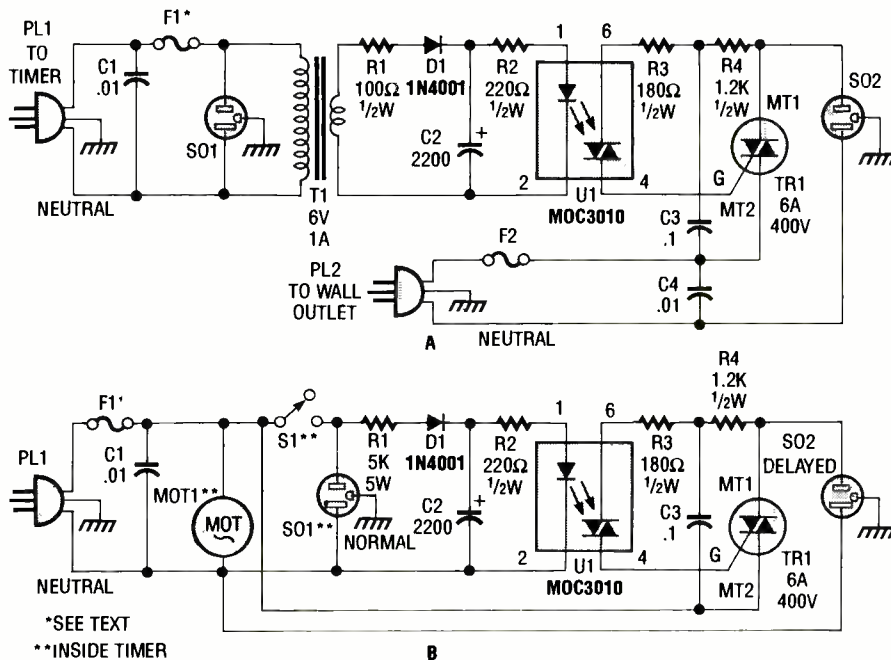 PL1
TO
TIMER
F1*
C1
.01
SO1
NEUTRAL
T1
6V
1A
R1
100Ω
1/2W
D1
1N4001
R2
220Ω
1/2W
C2
2200
+
1
6
2
4
U1
MOC3010
R3
180Ω
1/2W
R4
1.2K
1/2W
MT1
SO2
G
MT2
TR1
6A
400V
C3
.1
C4
.01
F2
PL2
TO WALL
OUTLET
NEUTRAL
A
PL1
F1'
C1
.01
MOT1**
MOT
NEUTRAL
S1**
SO1**
NORMAL
R1
5K
5W
D1
1N4001
R2
220Ω
1/2W
C2
2200
+
1
6
2
4
U1
MOC3010
R3
180Ω
1/2W
R4
1.2K
1/2W
C3
.1
MT1
SO2
DELAYED
G
MT2
TR1
6A
400V
*SEE TEXT
**INSIDE TIMER
B